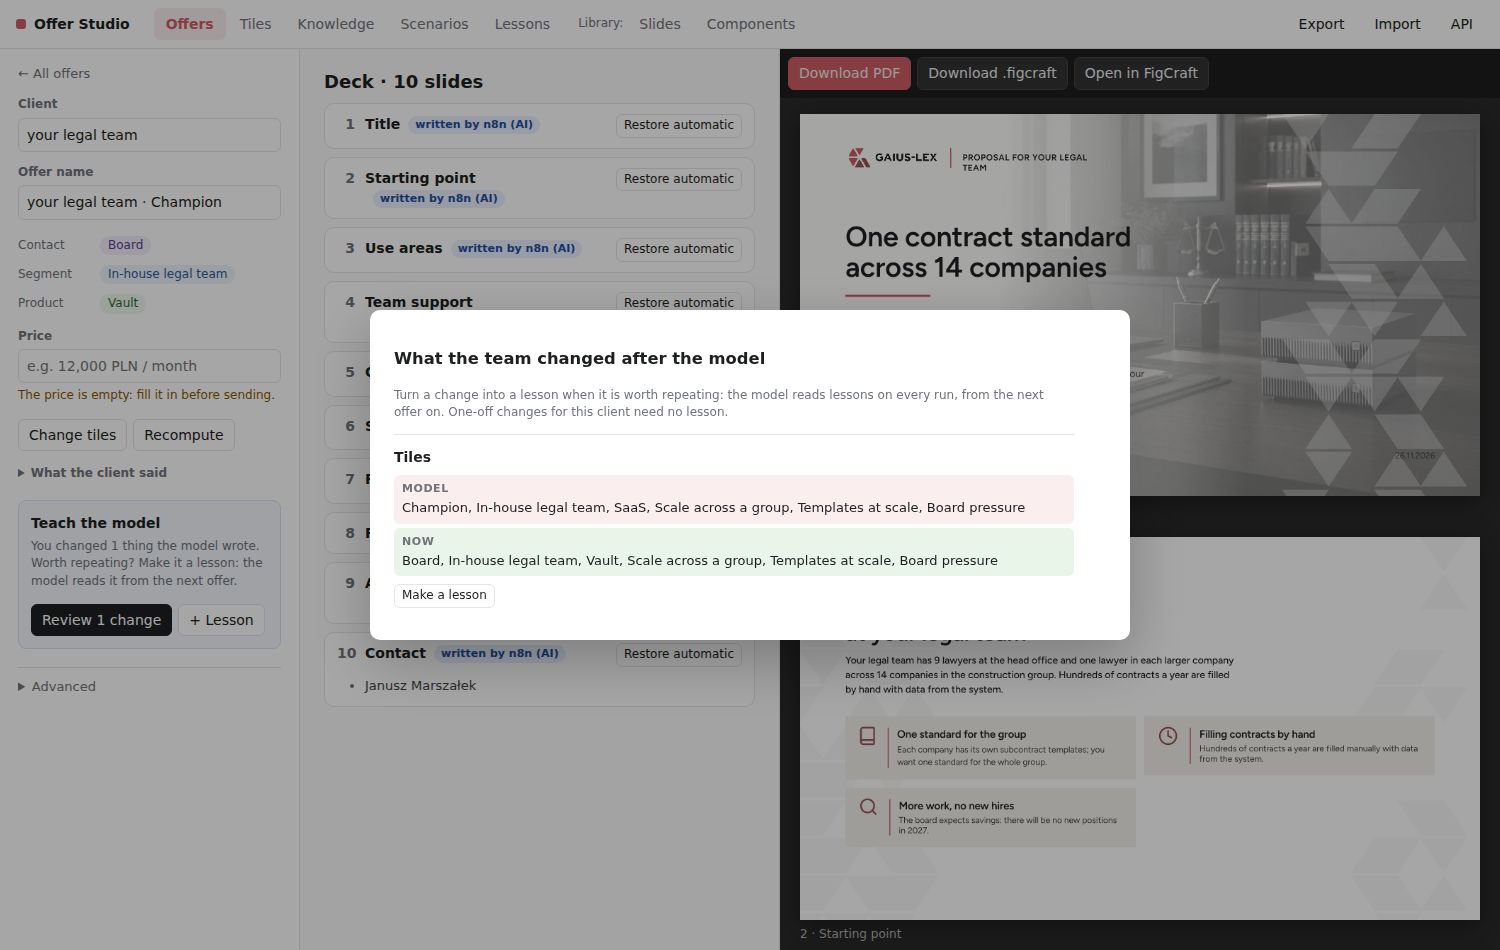 Offer Studio
Offers
Tiles
Knowledge
Scenarios
Lessons
Library:
Slides
Components
Export
Import
API
← All offers
Client
your legal team
Offer name
your legal team · Champion
Contact
Board
Segment
In-house legal team
Product
Vault
Price
e.g. 12,000 PLN / month
The price is empty: fill it in before sending.
Change tiles
Recompute
▶ What the client said
Teach the model
You changed 1 thing the model wrote.
Worth repeating? Make it a lesson: the
model reads it from the next offer.
Review 1 change
+ Lesson
▶ Advanced
Deck · 10 slides
1 Title written by n8n (AI) Restore automatic
2 Starting point Restore automatic
written by n8n (AI)
3 Use areas written by n8n (AI) Restore automatic
4 Team support Restore automatic
5
6
7
8
9
10 Contact written by n8n (AI) Restore automatic
• Janusz Marszałek
What the team changed after the model
Turn a change into a lesson when it is worth repeating: the model reads lessons on every run, from the next
offer on. One-off changes for this client need no lesson.
Tiles
MODEL
Champion, In-house legal team, SaaS, Scale across a group, Templates at scale, Board pressure
NOW
Board, In-house legal team, Vault, Scale across a group, Templates at scale, Board pressure
Make a lesson
Download PDF
Download .figcraft
Open in FigCraft
GAIUS-LEX
PROPOSAL FOR YOUR LEGAL
TEAM
One contract standard
across 14 companies
26.11.2026
Your legal team has 9 lawyers at the head office and one lawyer in each larger company
across 14 companies in the construction group. Hundreds of contracts a year are filled
by hand with data from the system.
One standard for the group
Each company has its own subcontract templates; you
want one standard for the whole group.
Filling contracts by hand
Hundreds of contracts a year are filled manually with data
from the system.
More work, no new hires
The board expects savings: there will be no new positions
in 2027.
2 · Starting point